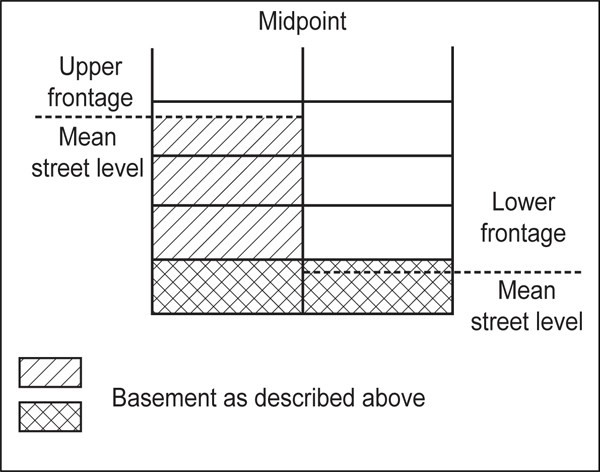 Midpoint
Upper
frontage
Mean
street level
Lower
frontage
Mean
street level
Basement as described above